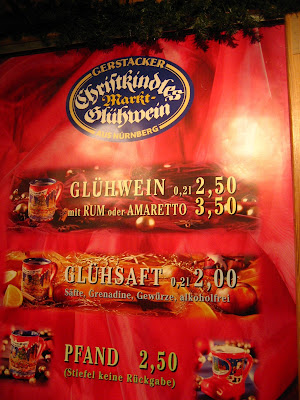 GERSTACKER
Christkindles
Markt-
Glühwein
AUS NÜRNBERG
GLÜHWEIN 0,2l 2,50
mit RUM oder AMARETTO 3,50
GLÜHSAFT 0,2l 2,00
Säfte, Grenadine, Gewürze, alkoholfrei
PFAND 2,50
(Stiefel keine Rückgabe)